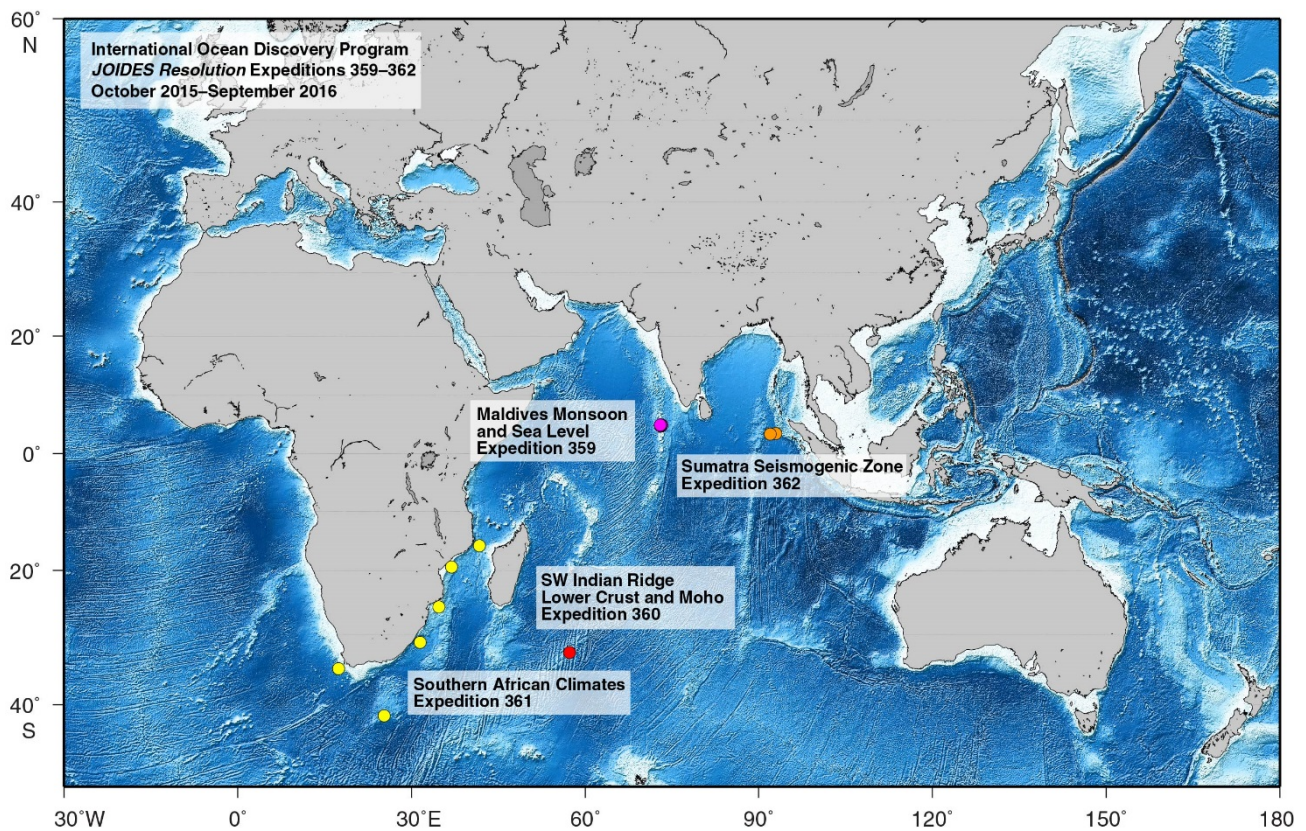 60˚
N
International Ocean Discovery Program
JOIDES Resolution Expeditions 359–362
October 2015–September 2016
40˚
20˚
Maldives Monsoon
and Sea Level
Expedition 359
0˚
Sumatra Seismogenic Zone
Expedition 362
20˚
SW Indian Ridge
Lower Crust and Moho
Expedition 360
Southern African Climates
Expedition 361
40˚
S
30˚W 0˚ 30˚E 60˚ 90˚ 120˚ 150˚ 180˚